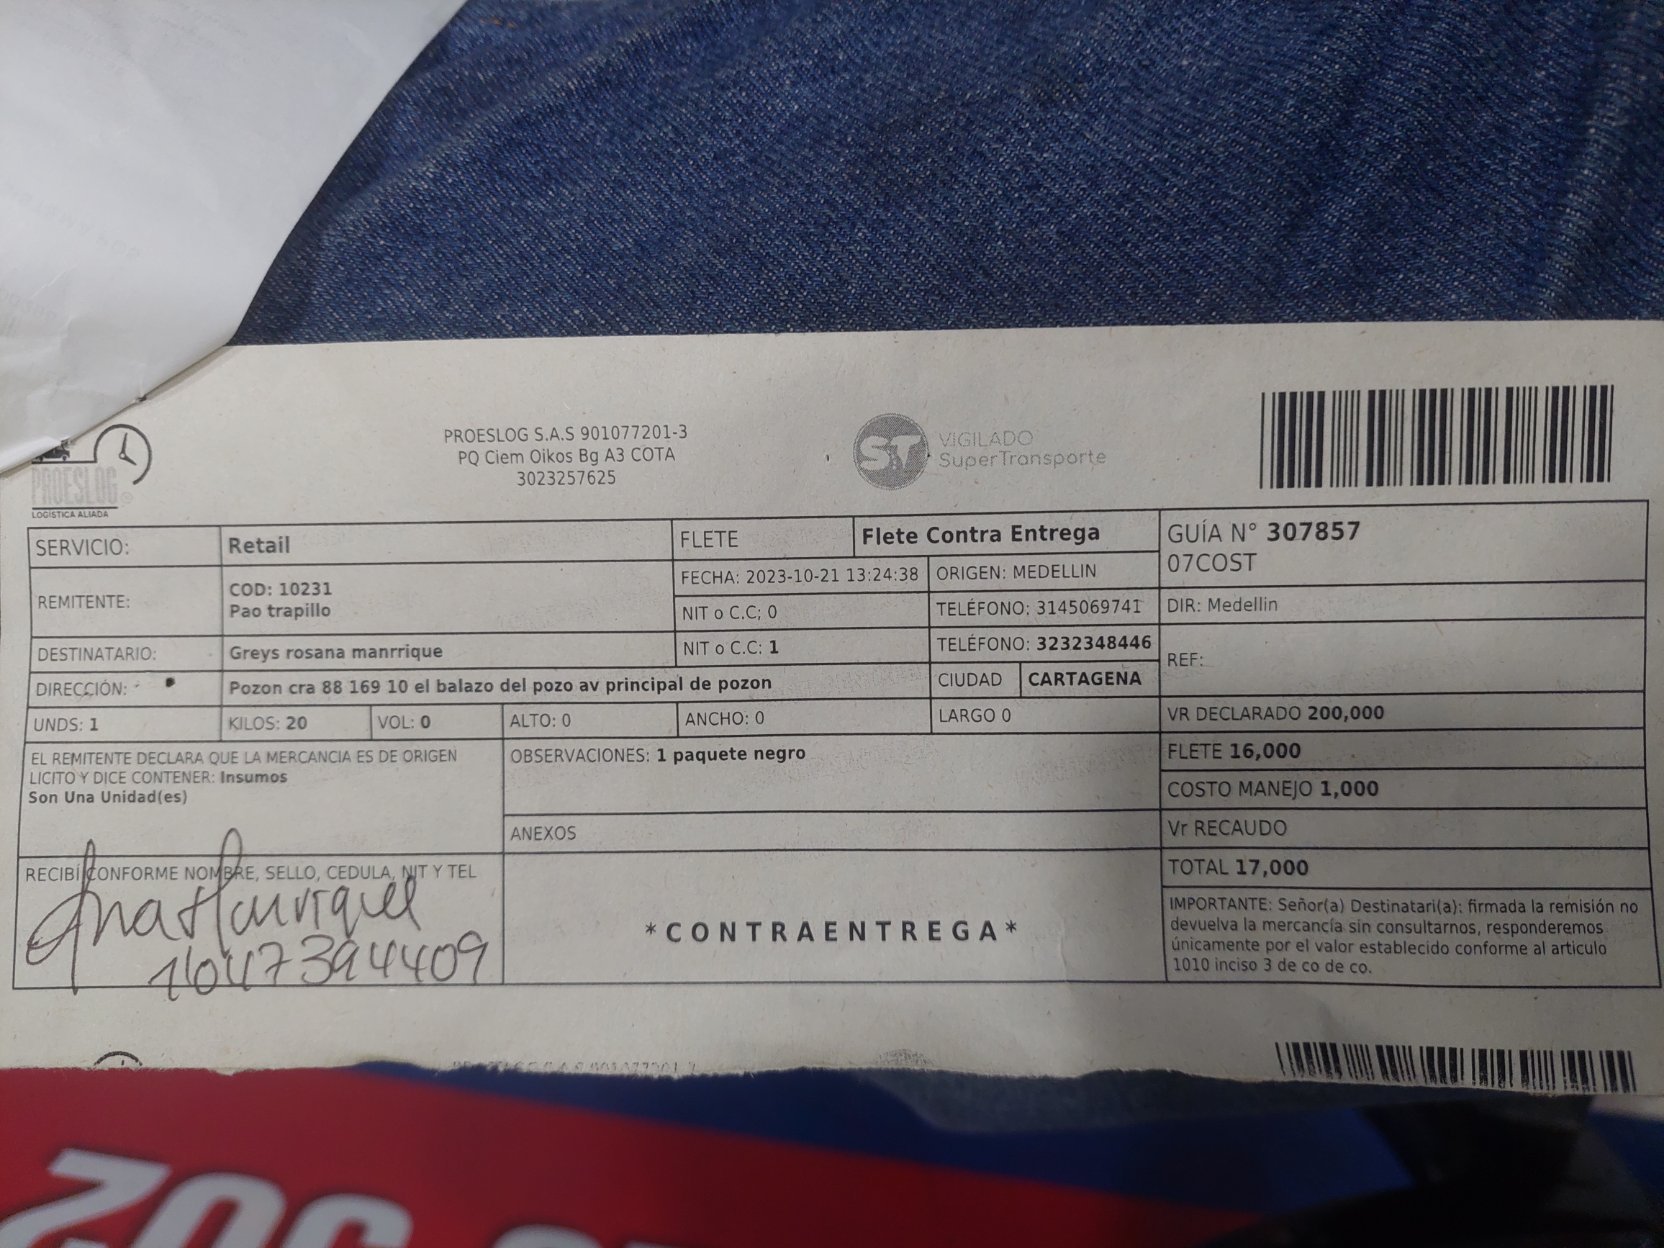 PROESLOG
LOGÍSTICA ALIADA
PROESLOG S.A.S 901077201-3
PQ Ciem Oikos Bg A3 COTA
3023257625
ST
VIGILADO
SuperTransporte
SERVICIO: Retail
FLETE Flete Contra Entrega
GUÍA N° 307857
07COST
REMITENTE: COD: 10231
Pao trapillo
FECHA: 2023-10-21 13:24:38 ORIGEN: MEDELLIN
NIT o C.C; 0 TELÉFONO: 3145069741 DIR: Medellin
DESTINATARIO: Greys rosana manrrique NIT o C.C: 1 TELÉFONO: 3232348446
REF:
DIRECCIÓN: Pozon cra 88 169 10 el balazo del pozo av principal de pozon CIUDAD CARTAGENA
UNDS: 1 KILOS: 20 VOL: 0 ALTO: 0 ANCHO: 0 LARGO 0 VR DECLARADO 200,000
EL REMITENTE DECLARA QUE LA MERCANCIA ES DE ORIGEN
LICITO Y DICE CONTENER: Insumos
Son Una Unidad(es)
OBSERVACIONES: 1 paquete negro
FLETE 16,000
COSTO MANEJO 1,000
ANEXOS
Vr RECAUDO
TOTAL 17,000
RECIBÍ CONFORME NOMBRE, SELLO, CEDULA, NIT Y TEL
Ana Manrique
1047394409
*CONTRAENTREGA*
IMPORTANTE: Señor(a) Destinatari(a): firmada la remisión no
devuelva la mercancía sin consultarnos, responderemos
únicamente por el valor establecido conforme al articulo
1010 inciso 3 de co de co.